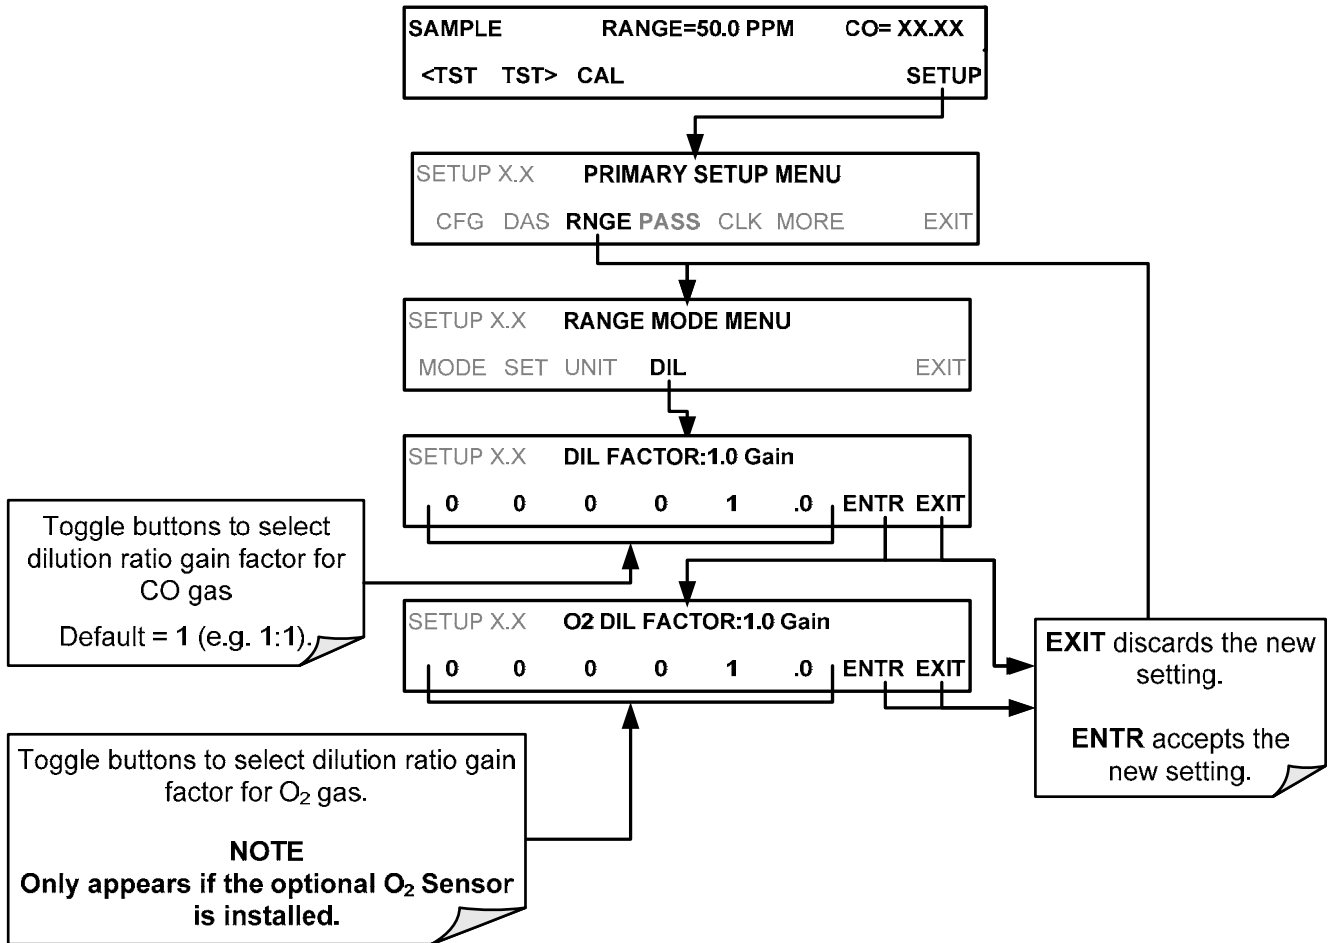 SAMPLE RANGE=50.0 PPM CO= XX.XX
<TST TST> CAL SETUP
SETUP X.X PRIMARY SETUP MENU
CFG DAS RNGE PASS CLK MORE EXIT
SETUP X.X RANGE MODE MENU
MODE SET UNIT DIL EXIT
SETUP X.X DIL FACTOR:1.0 Gain
0 0 0 0 1 .0 ENTR EXIT
Toggle buttons to select
dilution ratio gain factor for
CO gas
Default = 1 (e.g. 1:1).
SETUP X.X O2 DIL FACTOR:1.0 Gain
0 0 0 0 1 .0 ENTR EXIT
EXIT discards the new
setting.
ENTR accepts the
new setting.
Toggle buttons to select dilution ratio gain
factor for O₂ gas.
NOTE
Only appears if the optional O₂ Sensor
is installed.